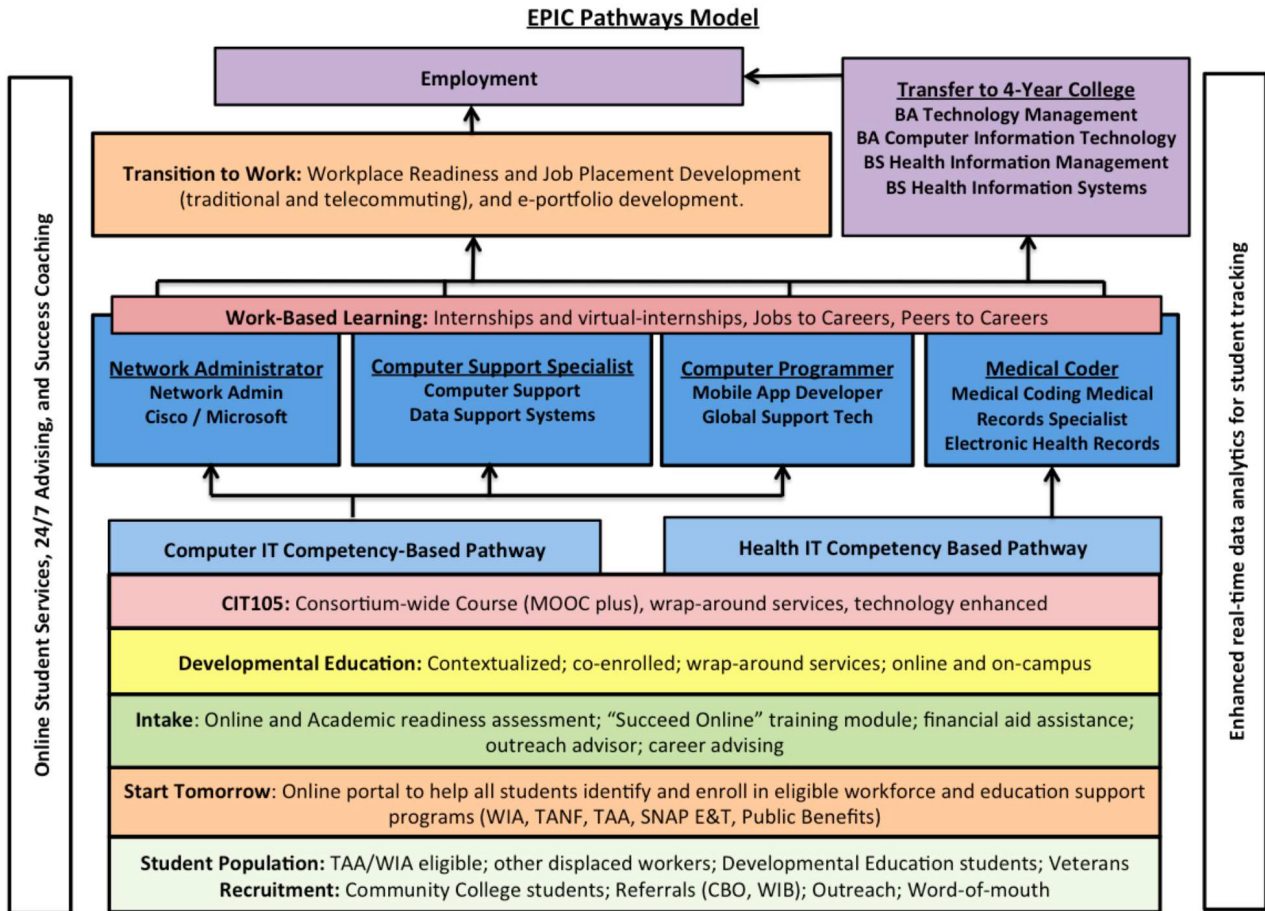 EPIC Pathways Model
Online Student Services, 24/7 Advising, and Success Coaching
Employment
Transfer to 4-Year College
BA Technology Management
BA Computer Information Technology
BS Health Information Management
BS Health Information Systems
Transition to Work: Workplace Readiness and Job Placement Development
(traditional and telecommuting), and e-portfolio development.
Work-Based Learning: Internships and virtual-internships, Jobs to Careers, Peers to Careers
Network Administrator
Network Admin
Cisco / Microsoft
Computer Support Specialist
Computer Support
Data Support Systems
Computer Programmer
Mobile App Developer
Global Support Tech
Medical Coder
Medical Coding Medical
Records Specialist
Electronic Health Records
Computer IT Competency-Based Pathway
Health IT Competency Based Pathway
CIT105: Consortium-wide Course (MOOC plus), wrap-around services, technology enhanced
Developmental Education: Contextualized; co-enrolled; wrap-around services; online and on-campus
Intake: Online and Academic readiness assessment; “Succeed Online” training module; financial aid assistance;
outreach advisor; career advising
Start Tomorrow: Online portal to help all students identify and enroll in eligible workforce and education support
programs (WIA, TANF, TAA, SNAP E&T, Public Benefits)
Student Population: TAA/WIA eligible; other displaced workers; Developmental Education students; Veterans
Recruitment: Community College students; Referrals (CBO, WIB); Outreach; Word-of-mouth
Enhanced real-time data analytics for student tracking